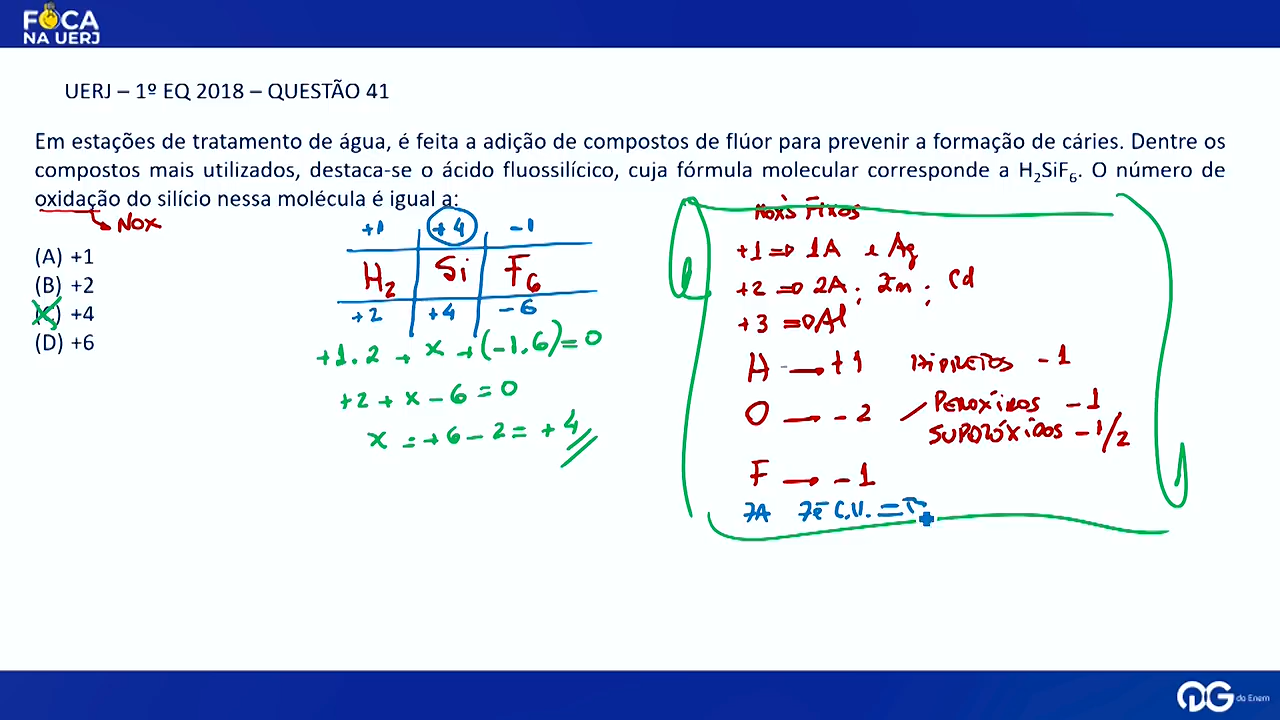 FOCA
NA UERJ
UERJ – 1º EQ 2018 – QUESTÃO 41
Em estações de tratamento de água, é feita a adição de compostos de flúor para prevenir a formação de cáries. Dentre os
compostos mais utilizados, destaca-se o ácido fluossilícico, cuja fórmula molecular corresponde a H₂SiF₆. O número de
oxidação do silício nessa molécula é igual a:
NOX
(A) +1
(B) +2
(C) +4
(D) +6
+1 +4 -1
H₂ Si F₆
+2 +4 -6
+1.2 + x + (-1.6) = 0
+2 + x - 6 = 0
x = +6 - 2 = +4
NOX'S FIXOS
+1 => 1A e Ag
+2 => 2A; Zn; Cd
+3 => Al
H → +1 HIDRETOS -1
O → -2 PERÓXIDOS -1
SUPERÓXIDOS -1/2
F → -1
7A 7e⁻ C.V. =
QG do Enem